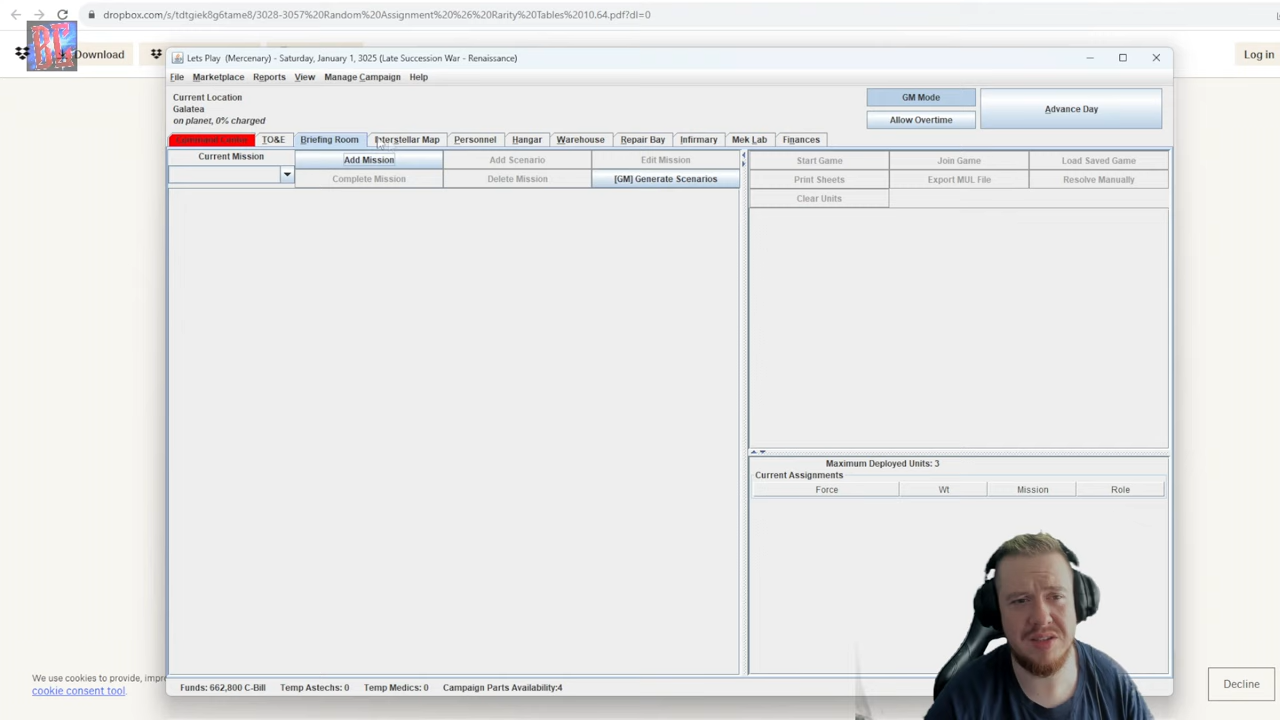 dropbox.com/s/tdtgiek8g6tame8/3028-3057%20Random%20Assignment%20%26%20Rarity%20Tables%2010.64.pdf?dl=0
BC
Download
Log in
Lets Play (Mercenary) - Saturday, January 1, 3025 (Late Succession War - Renaissance)
File Marketplace Reports View Manage Campaign Help
Current Location
Galatea
on planet, 0% charged
GM Mode
Allow Overtime
Advance Day
Command Center TO&E Briefing Room Interstellar Map Personnel Hangar Warehouse Repair Bay Infirmary Mek Lab Finances
Current Mission
Add Mission Add Scenario Edit Mission
Complete Mission Delete Mission [GM] Generate Scenarios
Start Game Join Game Load Saved Game
Print Sheets Export MUL File Resolve Manually
Clear Units
Maximum Deployed Units: 3
Current Assignments
Force Wt Mission Role
We use cookies to provide, impr
cookie consent tool.
Decline
Funds: 662,800 C-Bill Temp Astechs: 0 Temp Medics: 0 Campaign Parts Availability:4